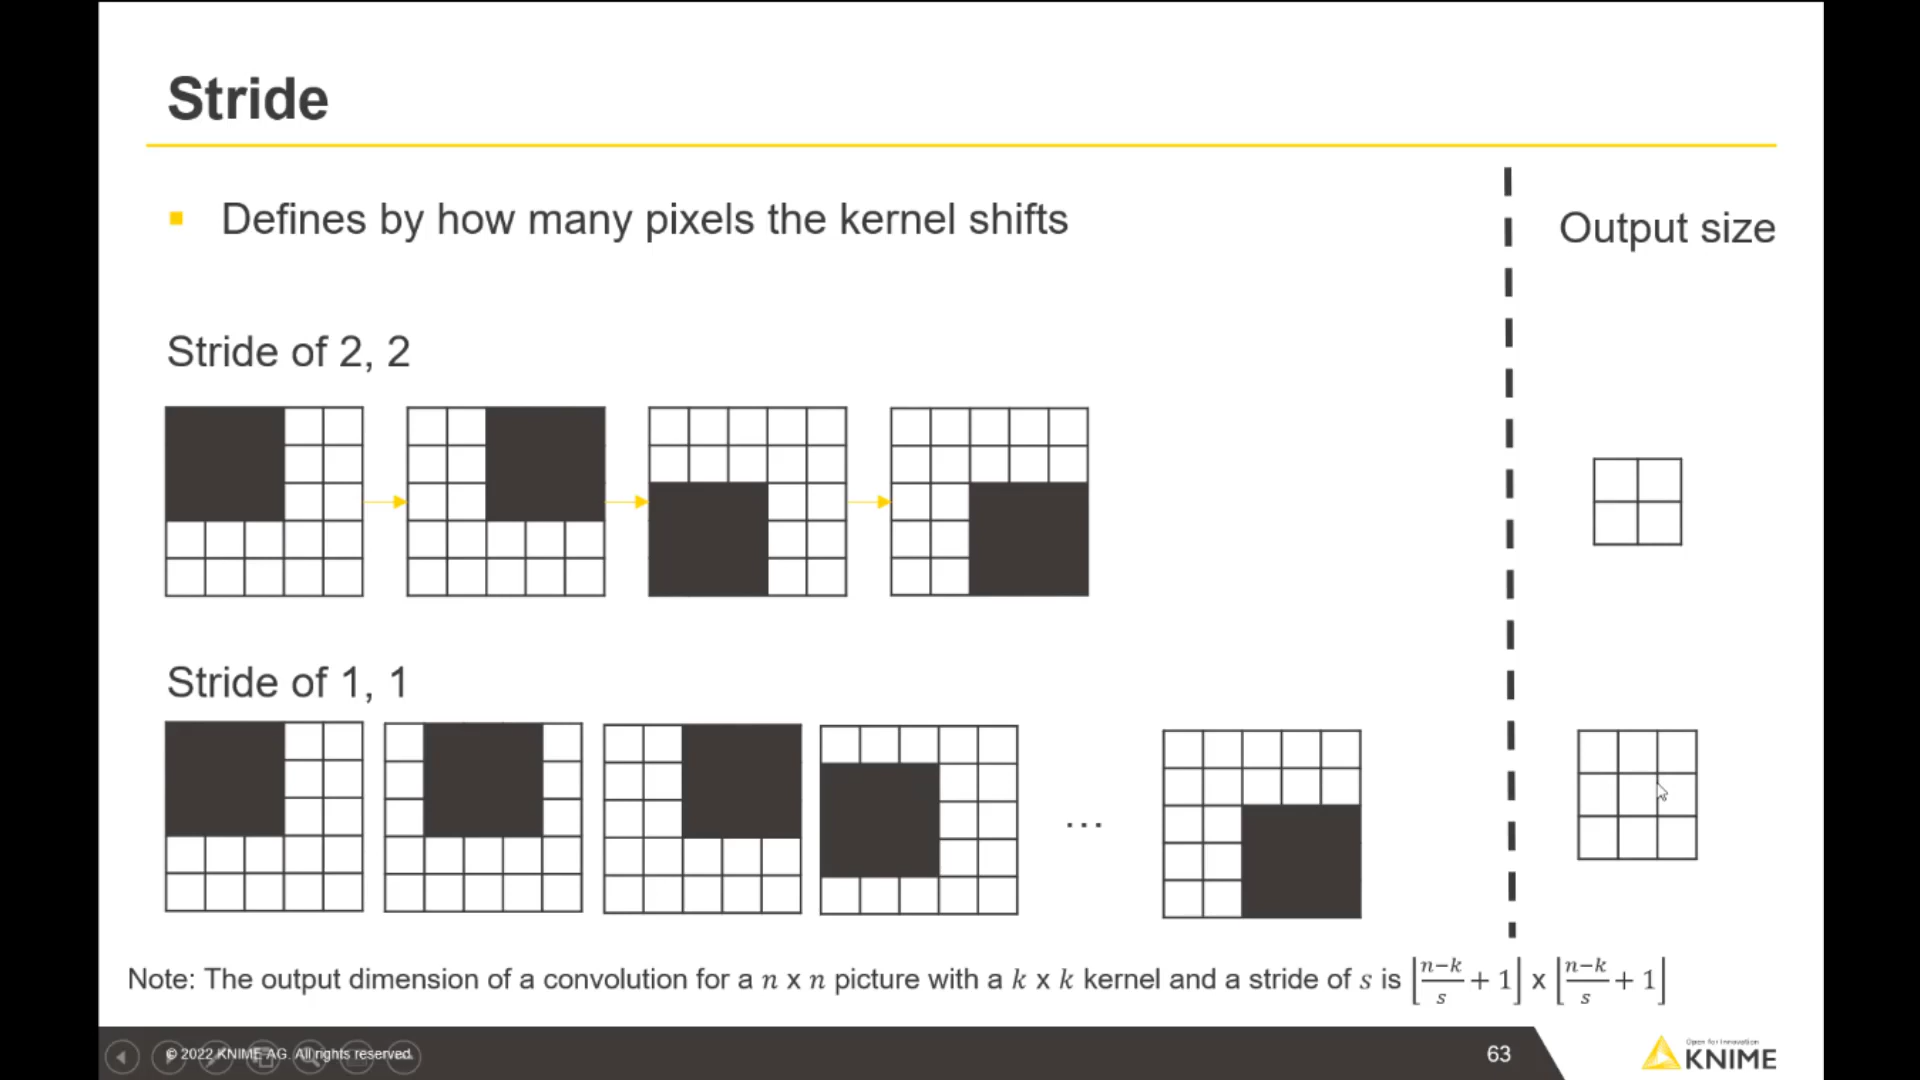 Stride
Defines by how many pixels the kernel shifts
Output size
Stride of 2, 2
Stride of 1, 1
...
Note: The output dimension of a convolution for a n x n picture with a k x k kernel and a stride of s is ⌊(n−k)/s + 1⌋ x ⌊(n−k)/s + 1⌋
© 2022 KNIME AG. All rights reserved.
63
Open for Innovation
KNIME